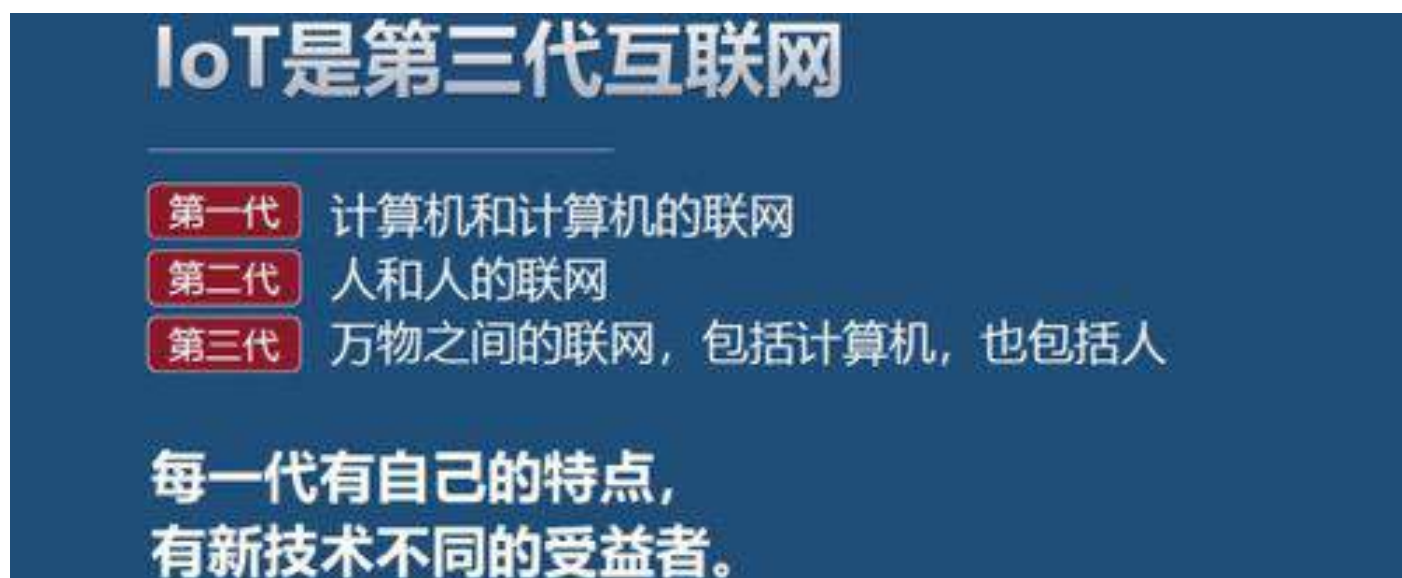 IoT是第三代互联网
第一代 计算机和计算机的联网
第二代 人和人的联网
第三代 万物之间的联网，包括计算机，也包括人
每一代有自己的特点，
有新技术不同的受益者。